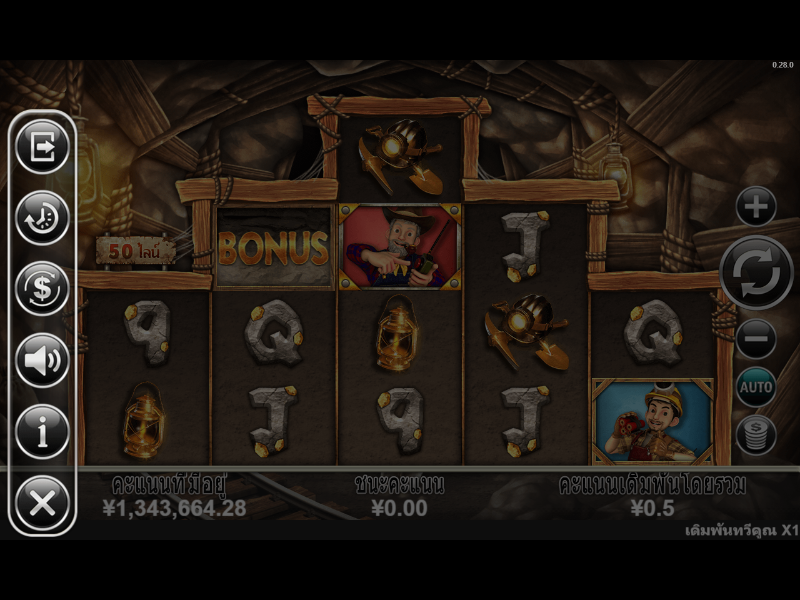 0.28.0
50 ไลน์
BONUS
J
9
Q
Q
J
9
J
AUTO
คะแนนที่มีอยู่
ชนะคะแนน
คะแนนเดิมพันโดยรวม
¥1,343,664.28
¥0.00
¥0.5
เดิมพันทวีคูณ X1